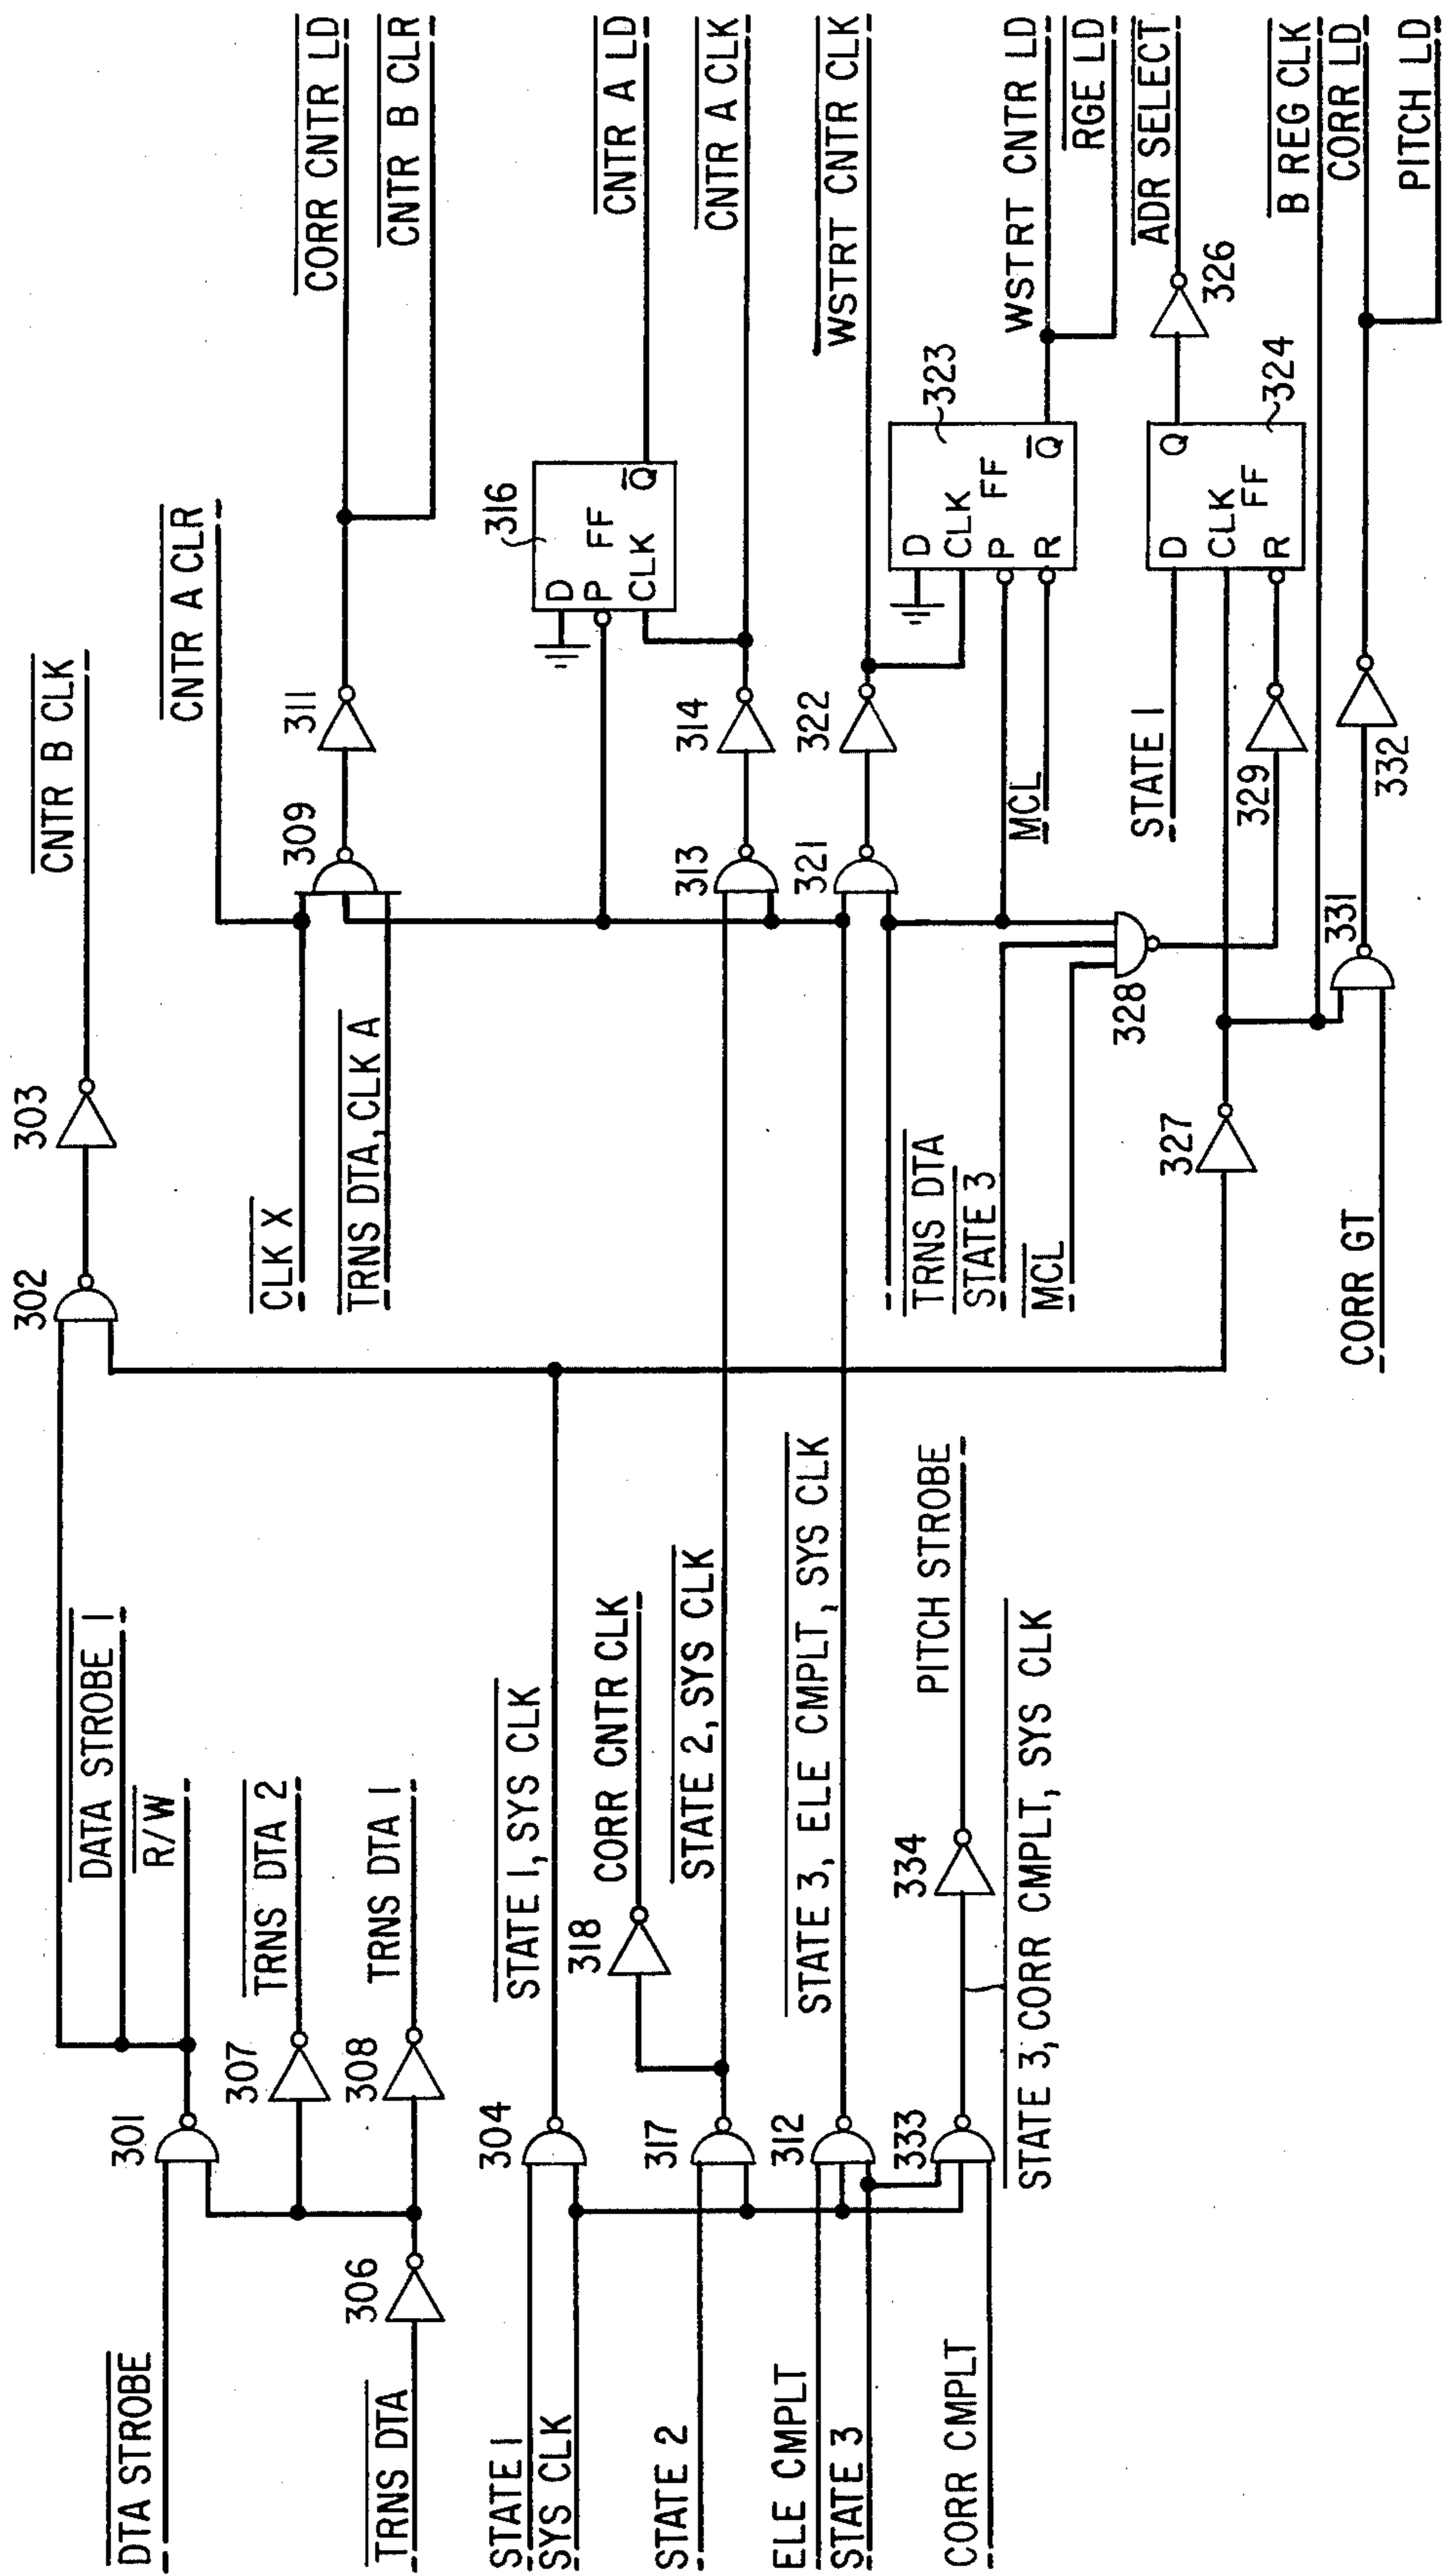 DTA STROBE
TRNS DTA
301
306
DATA STROBE 1
R/W
TRNS DTA 2
307
TRNS DTA 1
308
302
303
CNTR B CLK
STATE 1
SYS CLK
304
STATE 1, SYS CLK
STATE 2
317
318
CORR CNTR CLK
STATE 2, SYS CLK
ELE CMPLT
STATE 3
312
STATE 3, ELE CMPLT, SYS CLK
CORR CMPLT
333
334
PITCH STROBE
STATE 3, CORR CMPLT, SYS CLK
CLK X
CNTR A CLR
TRNS DTA, CLK A
309
311
CORR CNTR LD
CNTR B CLR
316
D
P FF
CLK
Q
CNTR A LD
313
314
CNTR A CLK
321
322
WSTRT CNTR CLK
323
D
CLK
P FF
R
Q
WSTRT CNTR LD
RGE LD
MCL
TRNS DTA
STATE 3
MCL
328
329
STATE 1
D
CLK
FF
R
Q
324
326
ADR SELECT
327
B REG CLK
CORR GT
331
332
CORR LD
PITCH LD